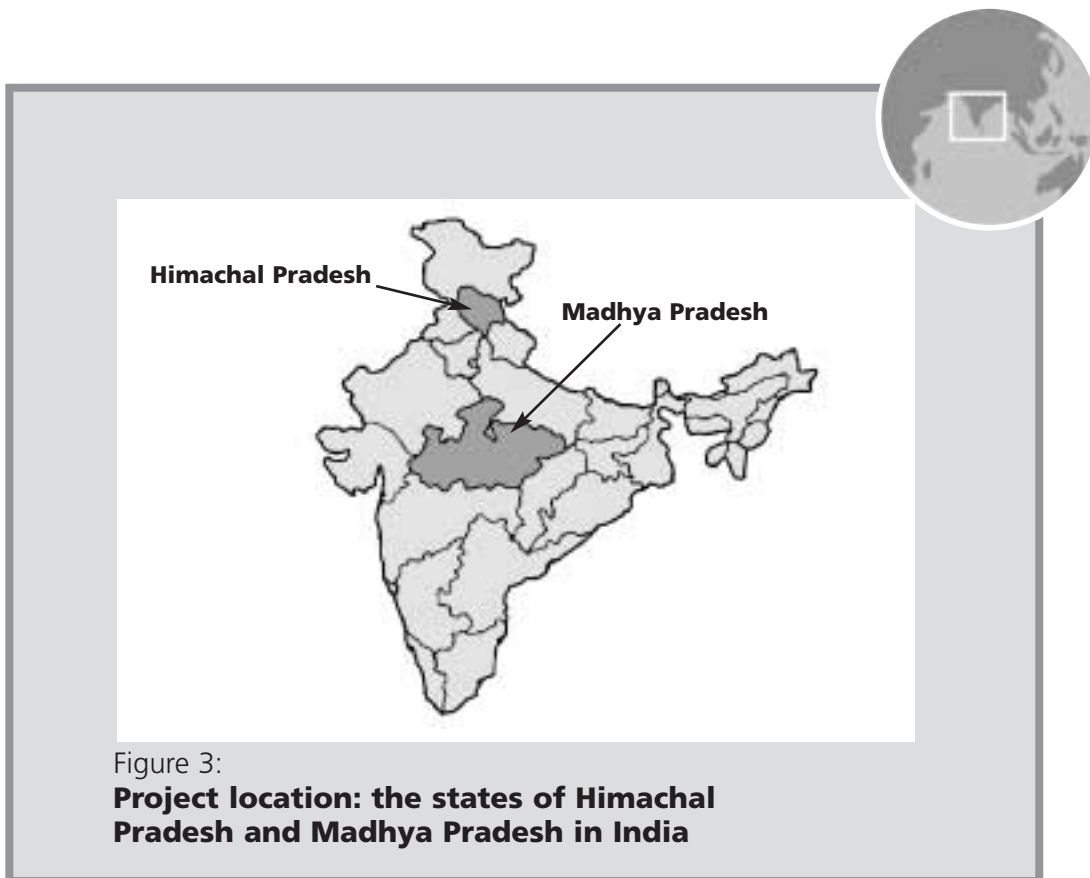 Himachal Pradesh
Madhya Pradesh
Figure 3:
Project location: the states of Himachal
Pradesh and Madhya Pradesh in India